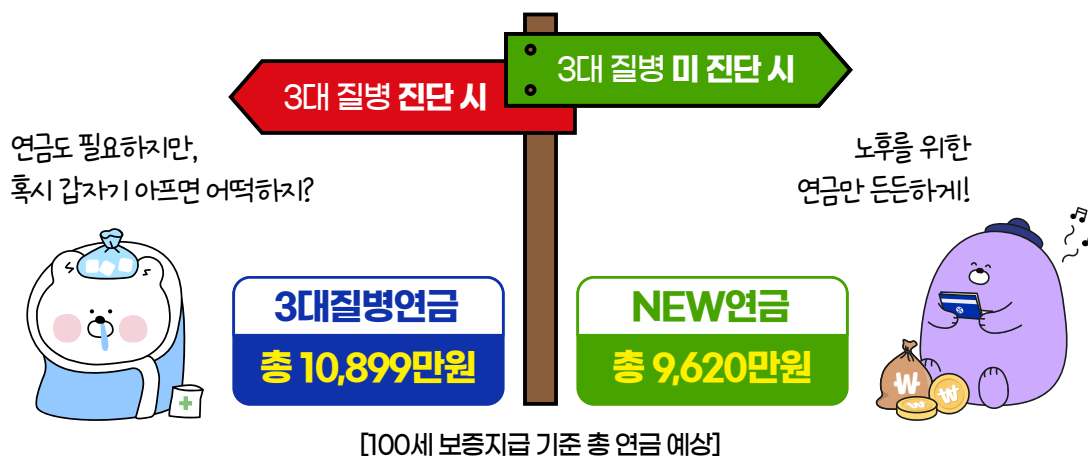 3대 질병 진단 시
3대 질병 미 진단 시
연금도 필요하지만,
혹시 갑자기 아프면 어떡하지?
노후를 위한
연금만 든든하게!
3대질병연금
총 10,899만원
NEW연금
총 9,620만원
₩
₩
[100세 보증지급 기준 총 연금 예상]